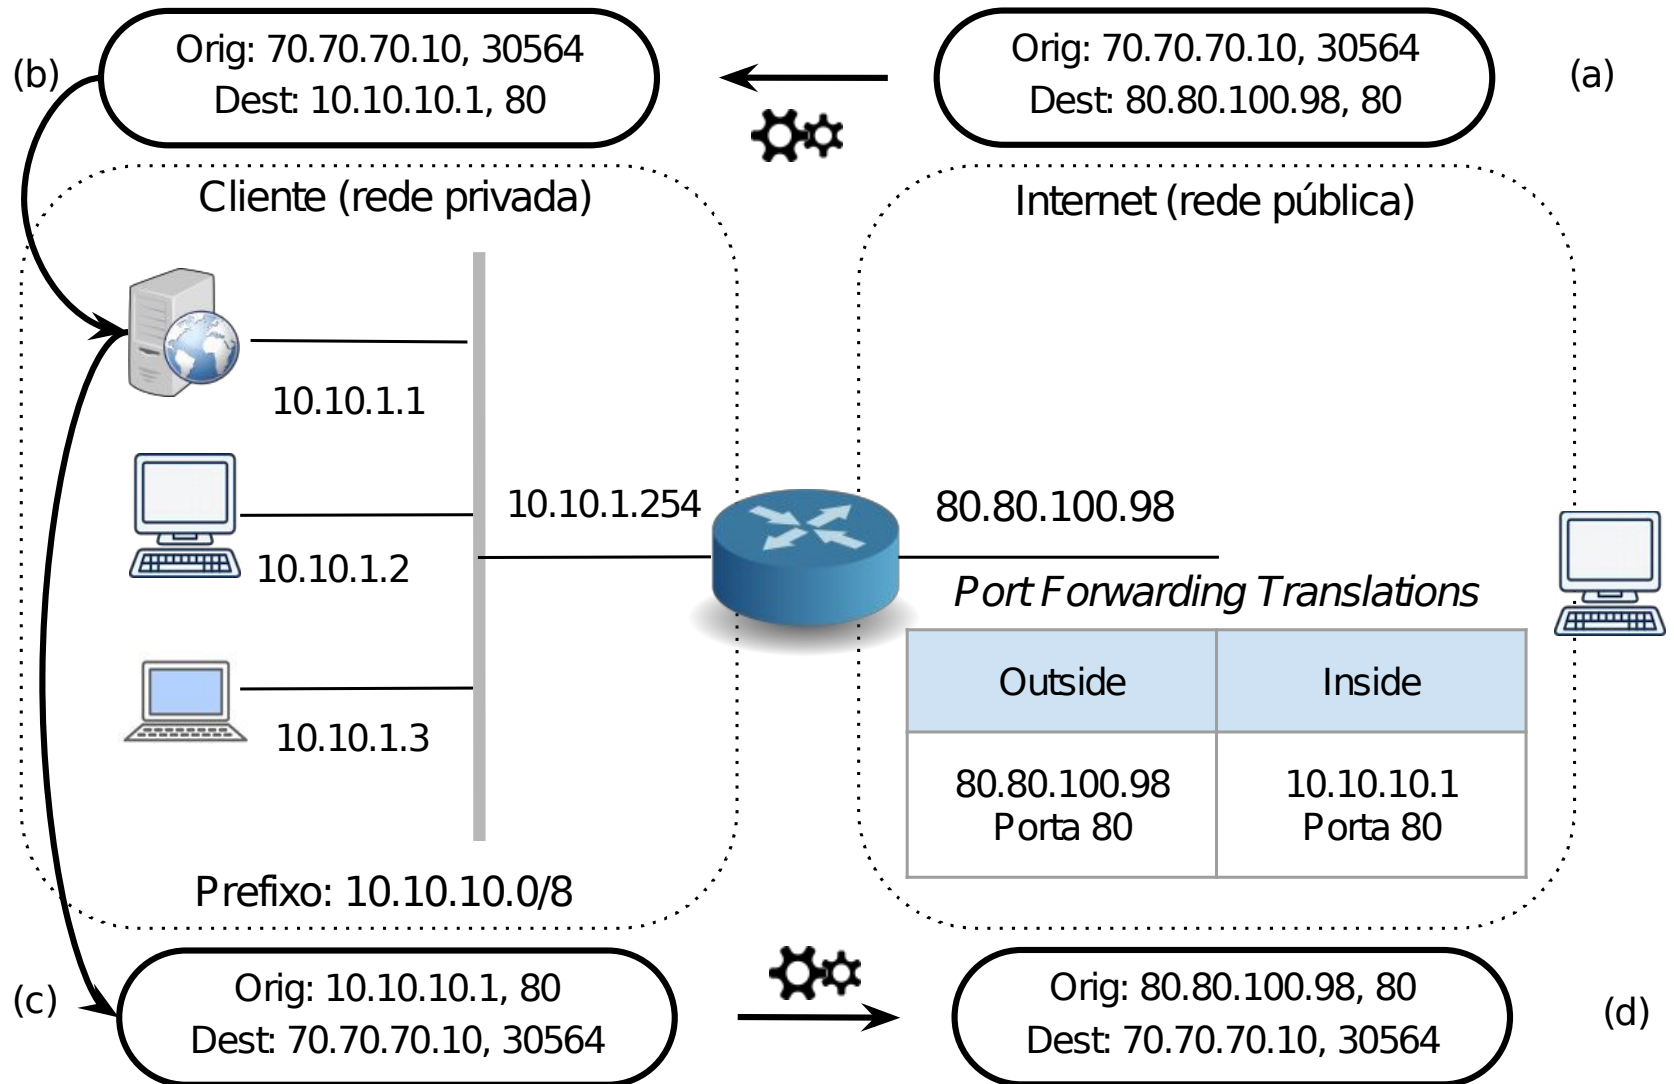 (b)
Orig: 70.70.70.10, 30564
Dest: 10.10.10.1, 80
Orig: 70.70.70.10, 30564
Dest: 80.80.100.98, 80
(a)
Cliente (rede privada)
Internet (rede pública)
10.10.1.1
10.10.1.2
10.10.1.3
10.10.1.254
80.80.100.98
Port Forwarding Translations
Outside
Inside
80.80.100.98
Porta 80
10.10.10.1
Porta 80
Prefixo: 10.10.10.0/8
(c)
Orig: 10.10.10.1, 80
Dest: 70.70.70.10, 30564
Orig: 80.80.100.98, 80
Dest: 70.70.70.10, 30564
(d)